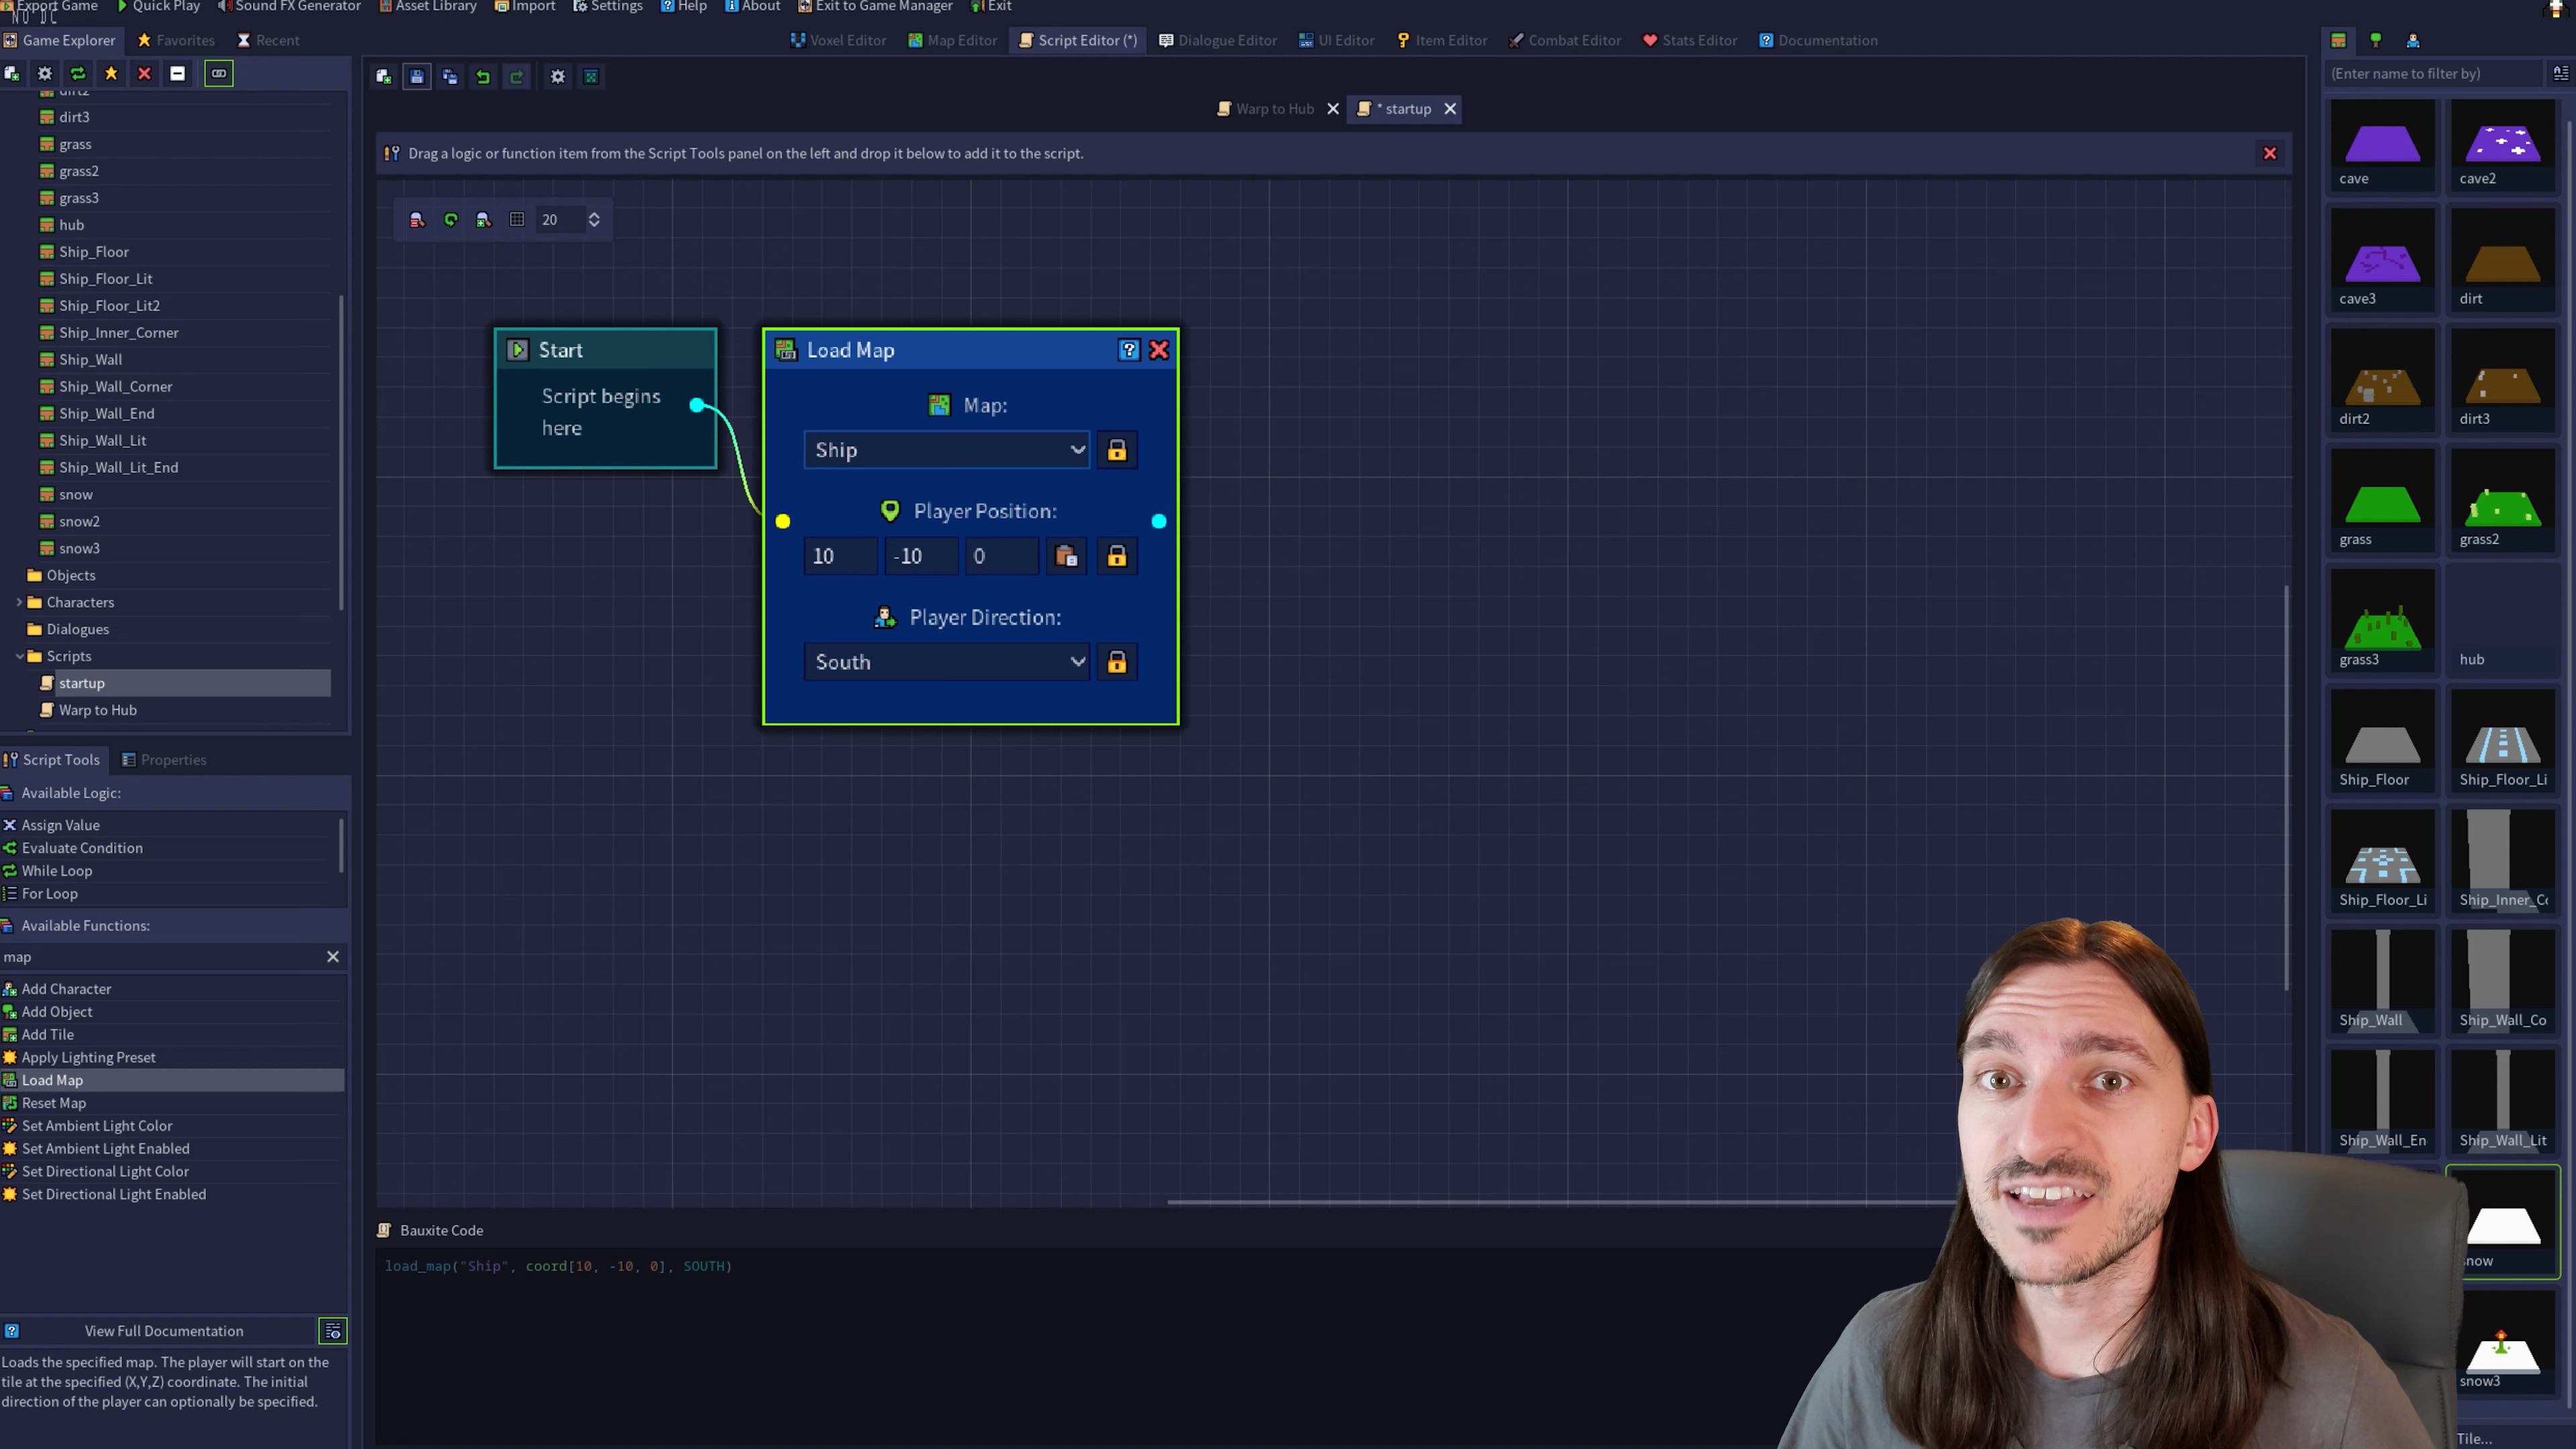 Export Game
Quick Play
Sound FX Generator
Asset Library
Import
Settings
Help
About
Exit to Game Manager
Exit
Game Explorer
Favorites
Recent
Voxel Editor
Map Editor
Script Editor (*)
Dialogue Editor
UI Editor
Item Editor
Combat Editor
Stats Editor
Documentation
dirt2
dirt3
grass
grass2
grass3
hub
Ship_Floor
Ship_Floor_Lit
Ship_Floor_Lit2
Ship_Inner_Corner
Ship_Wall
Ship_Wall_Corner
Ship_Wall_End
Ship_Wall_Lit
Ship_Wall_Lit_End
snow
snow2
snow3
Objects
Characters
Dialogues
Scripts
startup
Warp to Hub
Script Tools
Properties
Available Logic:
Assign Value
Evaluate Condition
While Loop
For Loop
Available Functions:
map
Add Character
Add Object
Add Tile
Apply Lighting Preset
Load Map
Reset Map
Set Ambient Light Color
Set Ambient Light Enabled
Set Directional Light Color
Set Directional Light Enabled
View Full Documentation
Loads the specified map. The player will start on the
tile at the specified (X,Y,Z) coordinate. The initial
direction of the player can optionally be specified.
Warp to Hub
* startup
Drag a logic or function item from the Script Tools panel on the left and drop it below to add it to the script.
20
Start
Script begins
here
Load Map
Map:
Ship
Player Position:
10
-10
0
Player Direction:
South
Bauxite Code
load_map("Ship", coord[10, -10, 0], SOUTH)
(Enter name to filter by)
cave
cave2
cave3
dirt
dirt2
dirt3
grass
grass2
grass3
hub
Ship_Floor
Ship_Floor_Li
Ship_Floor_Li
Ship_Inner_Co
Ship_Wall
Ship_Wall_Co
Ship_Wall_En
Ship_Wall_Lit
snow
snow3
Tile...